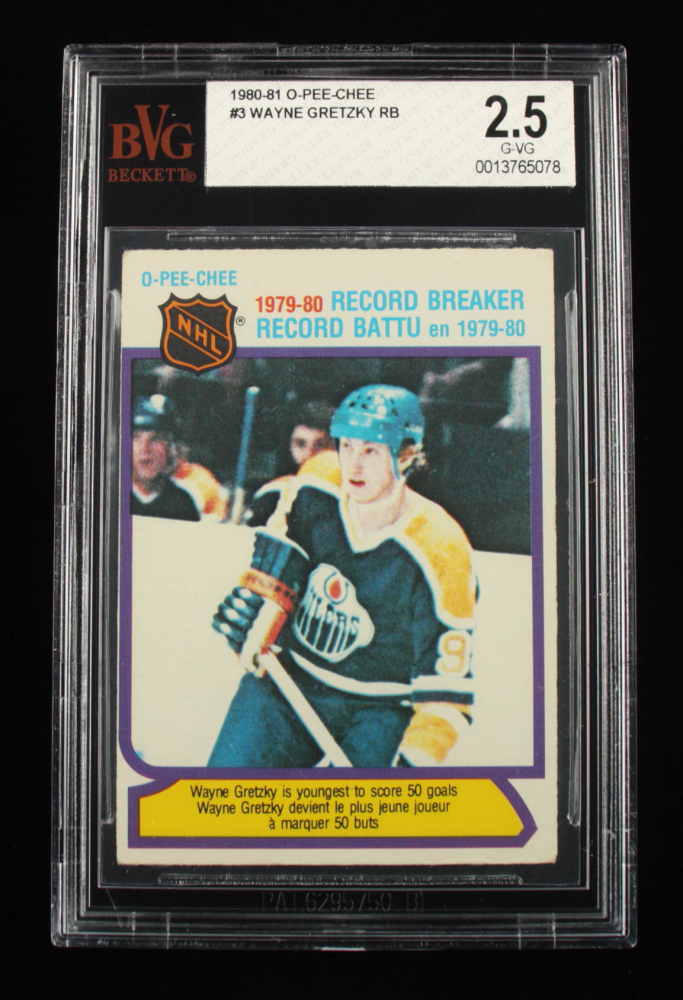 BVG
BECKETT®
1980-81 O-PEE-CHEE
#3 WAYNE GRETZKY RB
2.5
G-VG
0013765078
O-PEE-CHEE
NHL ®
1979-80 RECORD BREAKER
RECORD BATTU en 1979-80
OILERS
9
Wayne Gretzky is youngest to score 50 goals
Wayne Gretzky devient le plus jeune joueur
à marquer 50 buts